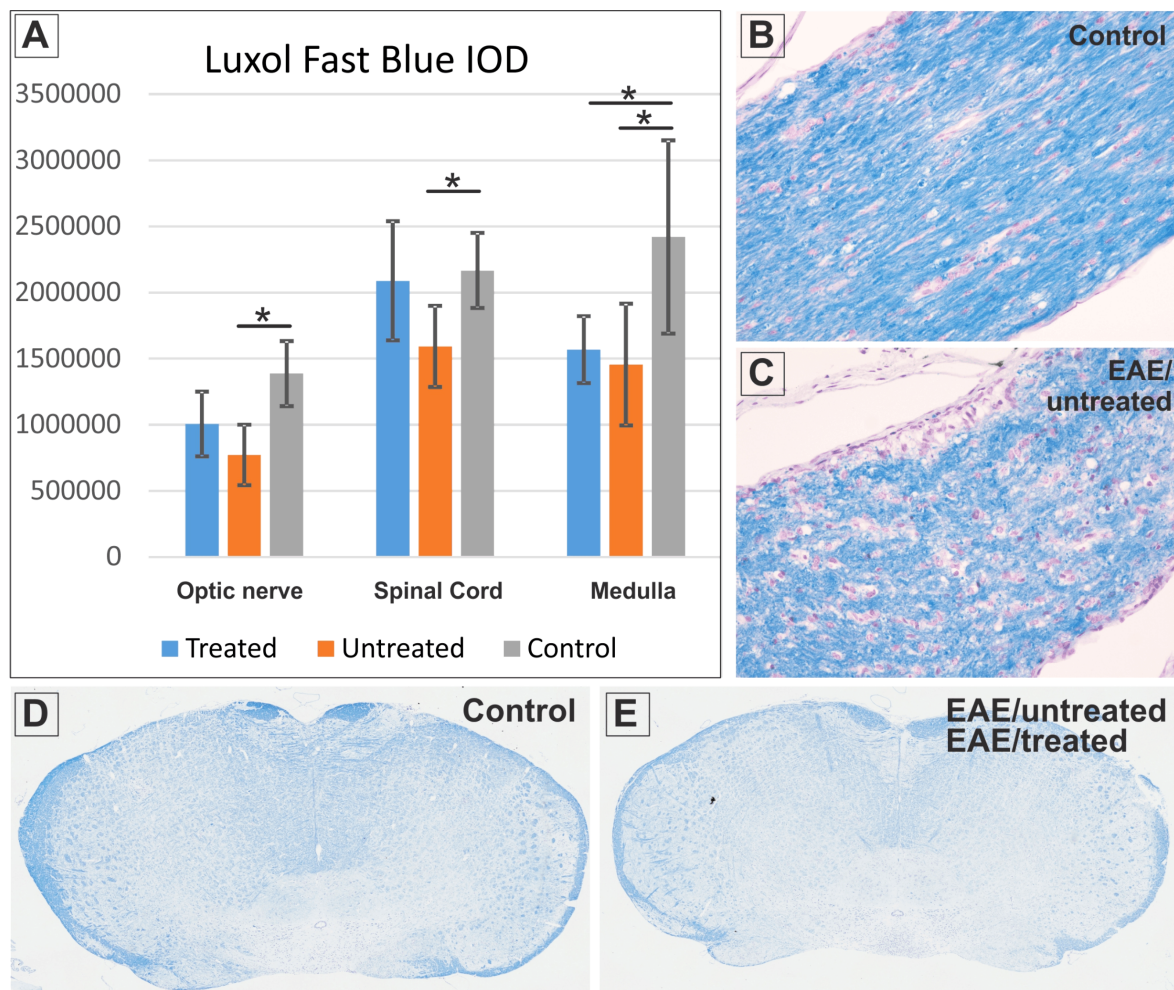 A
Luxol Fast Blue IOD
3500000
3000000
2500000
2000000
1500000
1000000
500000
0
*
*
*
*
Optic nerve Spinal Cord Medulla
Treated Untreated Control
B
Control
C
EAE/
untreated
D
Control
E
EAE/untreated
EAE/treated